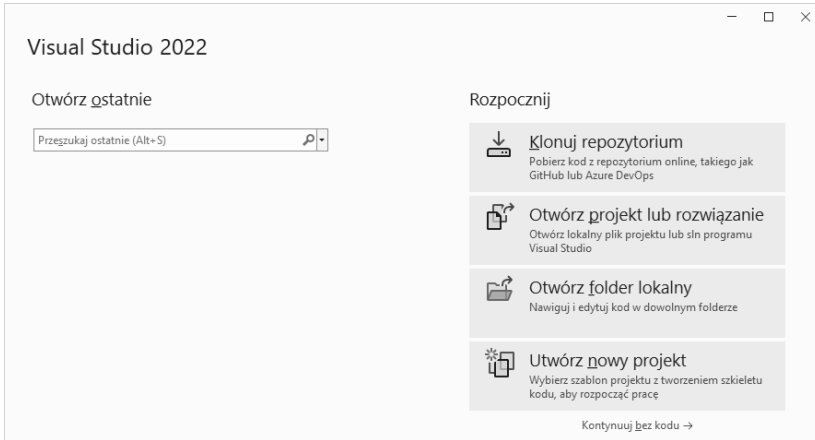 Visual Studio 2022
Otwórz ostatnie
Przeszukaj ostatnie (Alt+S)
Rozpocznij
Klonuj repozytorium
Pobierz kod z repozytorium online, takiego jak
GitHub lub Azure DevOps
Otwórz projekt lub rozwiązanie
Otwórz lokalny plik projektu lub sln programu
Visual Studio
Otwórz folder lokalny
Nawiguj i edytuj kod w dowolnym folderze
Utwórz nowy projekt
Wybierz szablon projektu z tworzeniem szkieletu
kodu, aby rozpocząć pracę
Kontynuuj bez kodu →